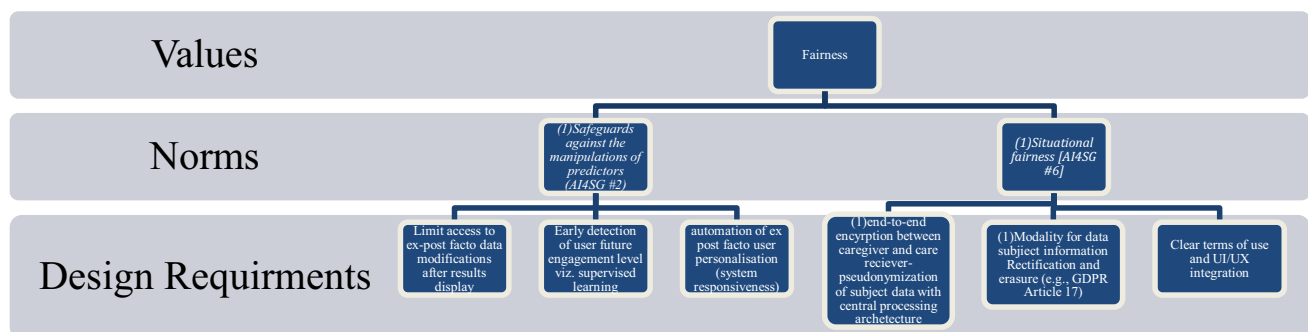 Values
Fairness
Norms
(1)Safeguards
against the
manipulations of
predictors
(AI4SG #2)
(1)Situational
fairness [AI4SG
#6]
Design Requirments
Limit access to
ex-post facto data
modifications
after results
display
Early detection
of user future
engagement level
viz. supervised
learning
automation of ex
post facto user
personalisation
(system
responsiveness)
(1)end-to-end
encyrption between
caregiver and care
reciever-
pseudonymization
of subject data with
central processing
archetecture
(1)Modality for data
subject information
Rectification and
erasure (e.g., GDPR
Article 17)
Clear terms of use
and UI/UX
integration